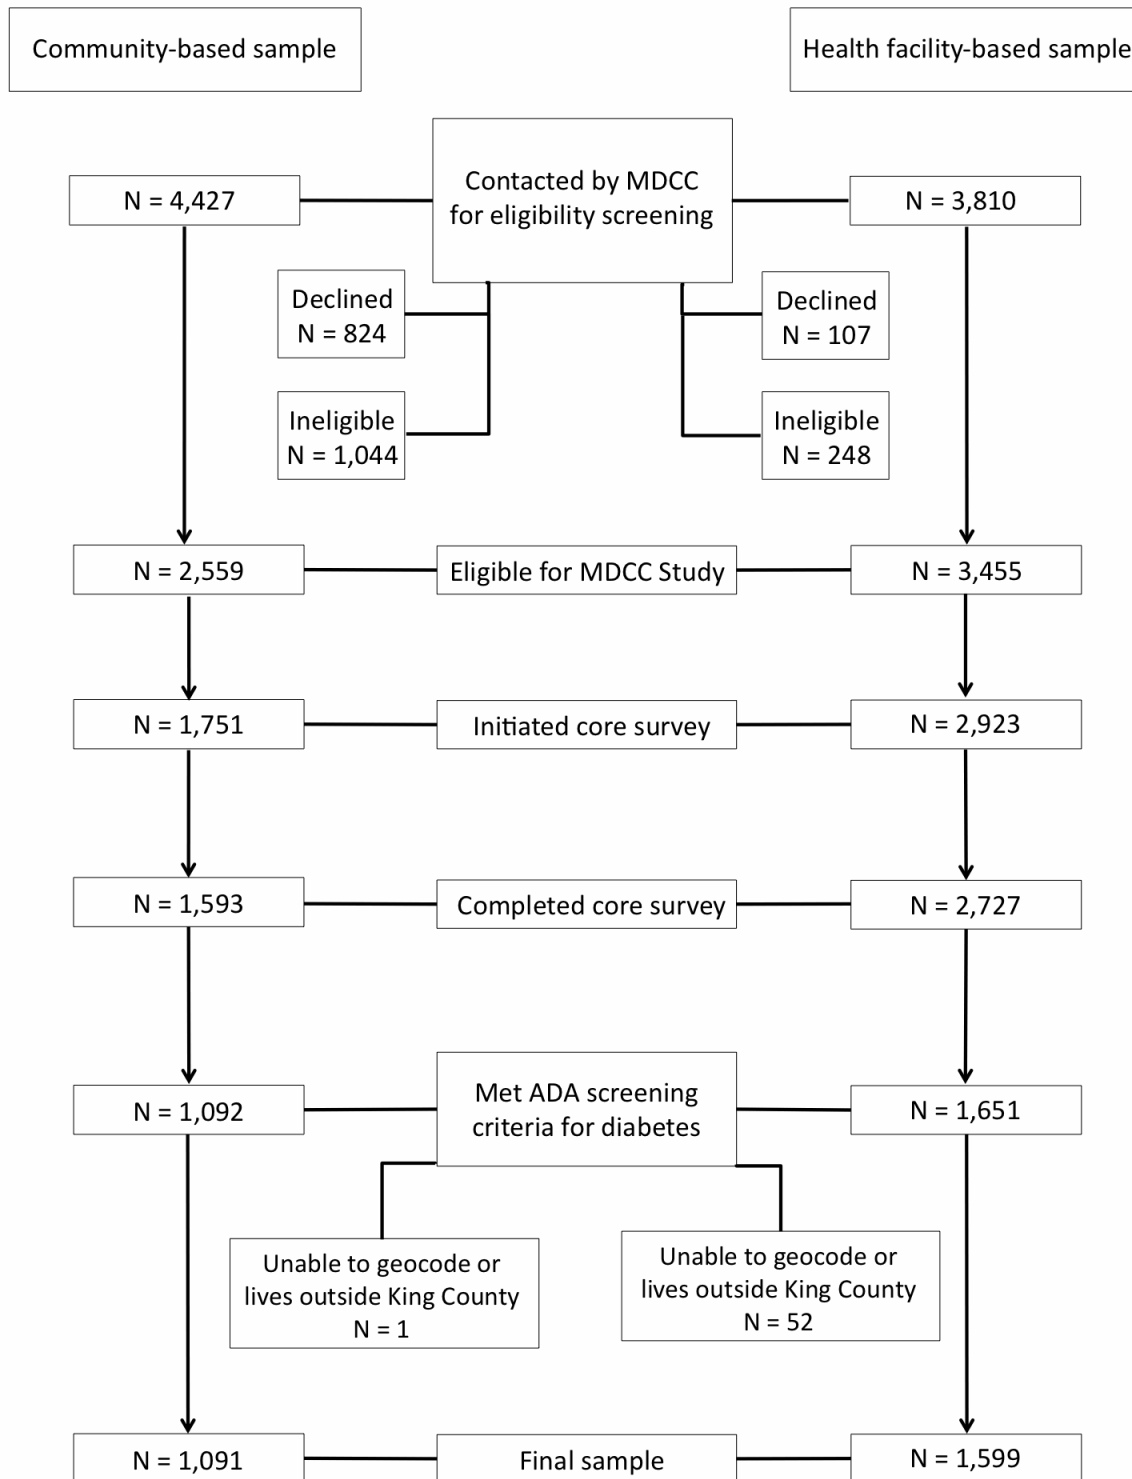 Community-based sample
Health facility-based sample
N = 4,427
Contacted by MDCC
for eligibility screening
N = 3,810
Declined
N = 824
Declined
N = 107
Ineligible
N = 1,044
Ineligible
N = 248
N = 2,559
Eligible for MDCC Study
N = 3,455
N = 1,751
Initiated core survey
N = 2,923
N = 1,593
Completed core survey
N = 2,727
N = 1,092
Met ADA screening
criteria for diabetes
N = 1,651
Unable to geocode or
lives outside King County
N = 1
Unable to geocode or
lives outside King County
N = 52
N = 1,091
Final sample
N = 1,599